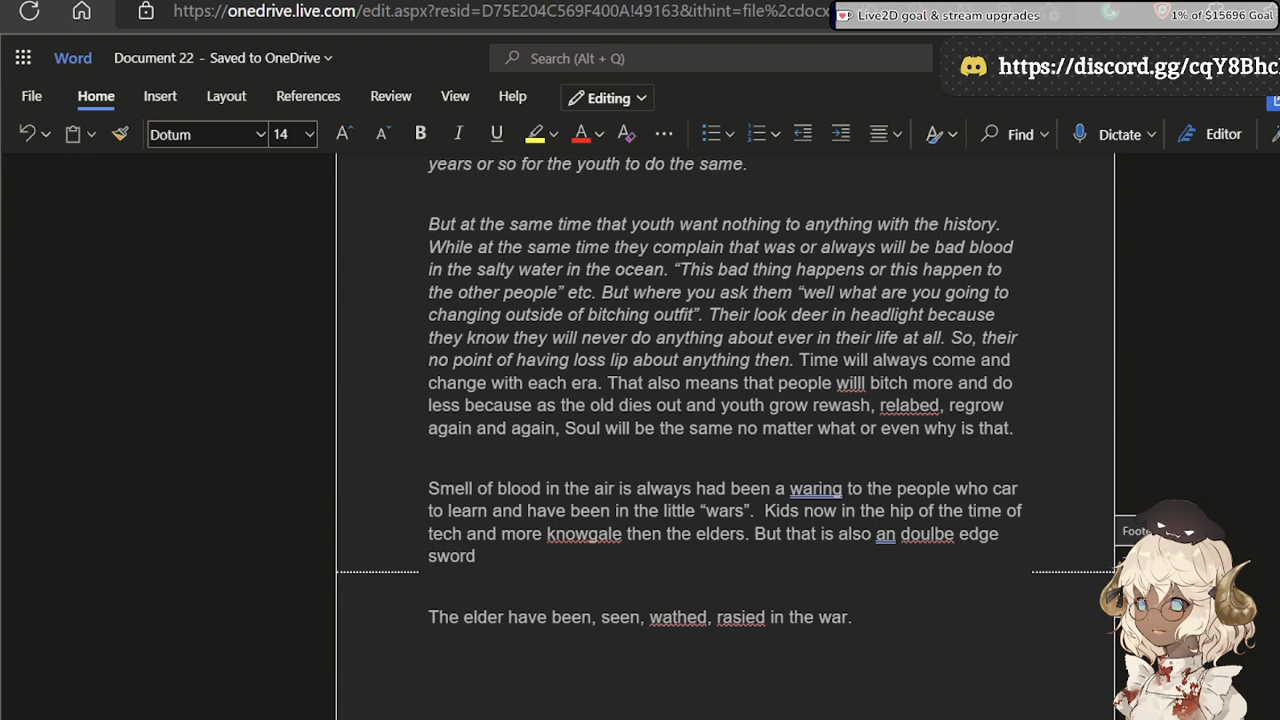 https://onedrive.live.com/edit.aspx?resid=D75E204C569F400A!49163&ithint=file%2cdocx
Live2D goal & stream upgrades
1% of $15696 Goal
Word
Document 22 - Saved to OneDrive
Search (Alt + Q)
https://discord.gg/cqY8Bhc
File
Home
Insert
Layout
References
Review
View
Help
Editing
Datum
14
B
I
U
A
Find
Dictate
Editor
years or so for the youth to do the same.
But at the same time that youth want nothing to anything with the history.
While at the same time they complain that was or always will be bad blood
in the salty water in the ocean. “This bad thing happens or this happen to
the other people” etc. But where you ask them “well what are you going to
changing outside of bitching outfit”. Their look deer in headlight because
they know they will never do anything about ever in their life at all. So, their
no point of having loss lip about anything then. Time will always come and
change with each era. That also means that people willl bitch more and do
less because as the old dies out and youth grow rewash, relabed, regrow
again and again, Soul will be the same no matter what or even why is that.
Smell of blood in the air is always had been a waring to the people who car
to learn and have been in the little “wars”.  Kids now in the hip of the time of
tech and more knowgale then the elders. But that is also an doulbe edge
sword
Foote
The elder have been, seen, wathed, rasied in the war.